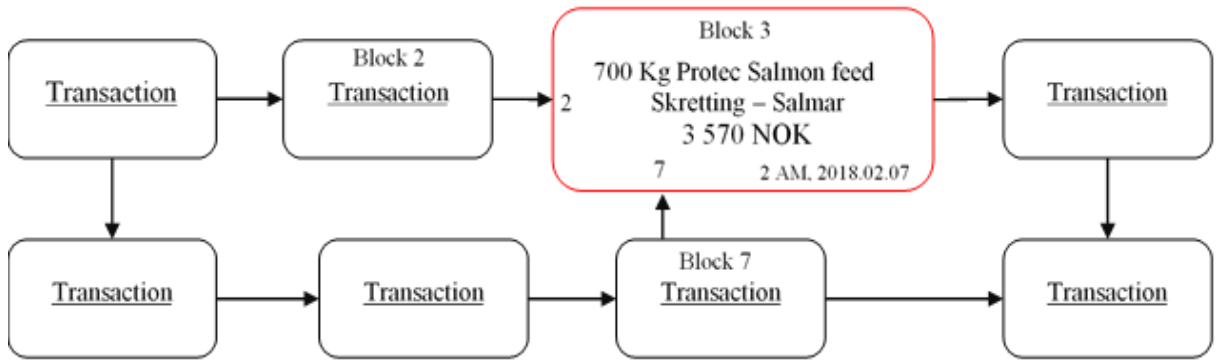 Transaction
Block 2
Transaction
Block 3
700 Kg Protec Salmon feed
Skretting – Salmar
3 570 NOK
2
7
2 AM, 2018.02.07
Transaction
Transaction
Transaction
Block 7
Transaction
Transaction